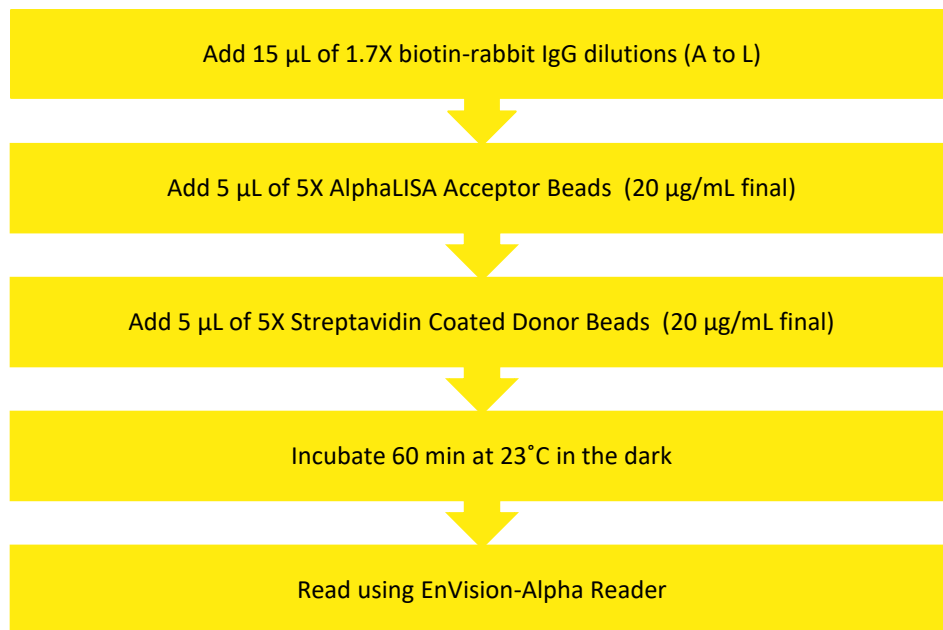 Add 15 µL of 1.7X biotin-rabbit IgG dilutions (A to L)
Add 5 µL of 5X AlphaLISA Acceptor Beads  (20 µg/mL final)
Add 5 µL of 5X Streptavidin Coated Donor Beads  (20 µg/mL final)
Incubate 60 min at 23˚C in the dark
Read using EnVision-Alpha Reader